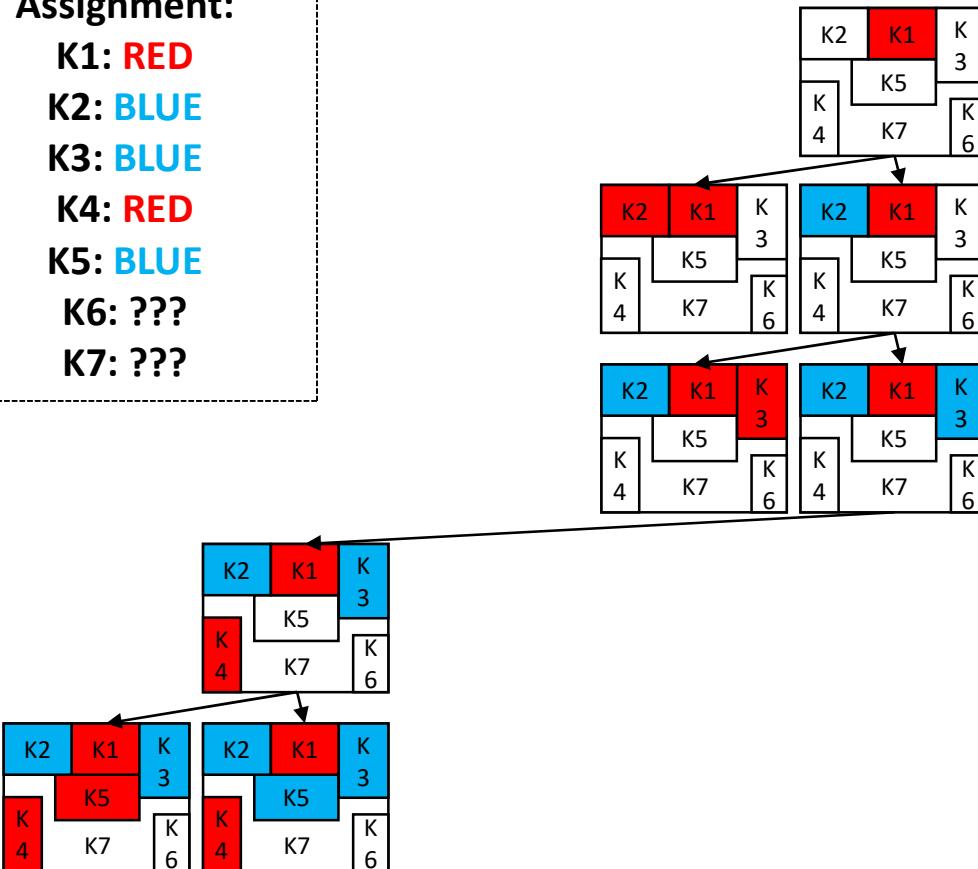 Assignment:
K1: RED
K2: BLUE
K3: BLUE
K4: RED
K5: BLUE
K6: ???
K7: ???
K2 K1 K
3
K5
K
4
K7
K
6
K2 K1 K
3
K5
K
4
K7
K
6
K2 K1 K
3
K5
K
4
K7
K
6
K2 K1 K
3
K5
K
4
K7
K
6
K2 K1 K
3
K5
K
4
K7
K
6
K2 K1 K
3
K5
K
4
K7
K
6
K2 K1 K
3
K5
K
4
K7
K
6
K2 K1 K
3
K5
K
4
K7
K
6